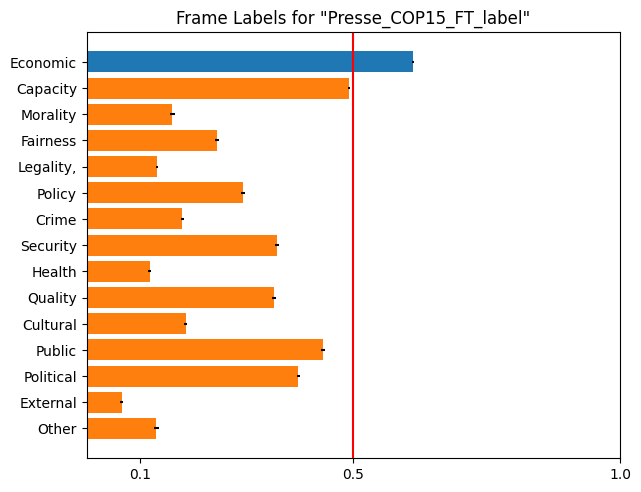 Frame Labels for "Presse_COP15_FT_label"
Economic
Capacity
Morality
Fairness
Legality,
Policy
Crime
Security
Health
Quality
Cultural
Public
Political
External
Other
0.1 0.5 1.0